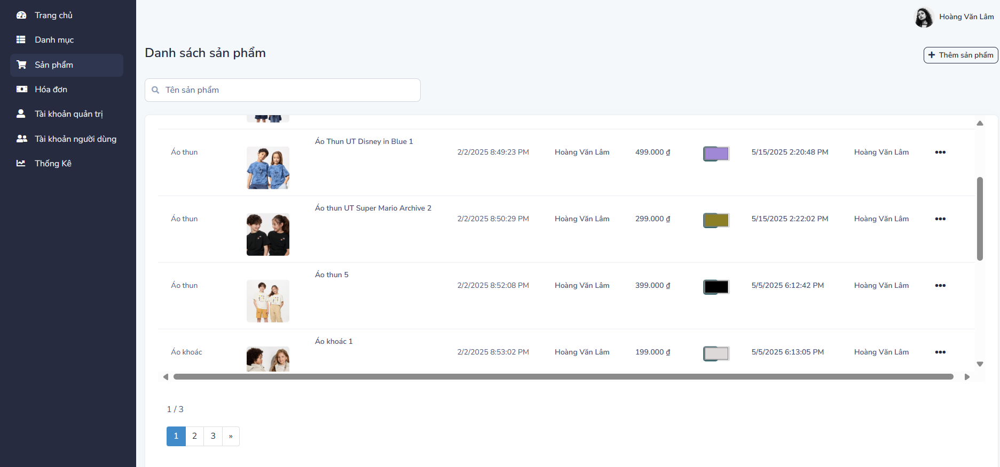 Trang chủ
Danh mục
Sản phẩm
Hóa đơn
Tài khoản quản trị
Tài khoản người dùng
Thống Kê
Hoàng Văn Lâm
Danh sách sản phẩm
Thêm sản phẩm
Tên sản phẩm
Áo thun Áo Thun UT Disney in Blue 1 2/2/2025 8:49:23 PM Hoàng Văn Lâm 499.000 ₫ 5/15/2025 2:20:48 PM Hoàng Văn Lâm
Áo thun Áo thun UT Super Mario Archive 2 2/2/2025 8:50:29 PM Hoàng Văn Lâm 299.000 ₫ 5/15/2025 2:22:02 PM Hoàng Văn Lâm
Áo thun Áo thun 5 2/2/2025 8:52:08 PM Hoàng Văn Lâm 399.000 ₫ 5/5/2025 6:12:42 PM Hoàng Văn Lâm
Áo khoác Áo khoác 1 2/2/2025 8:53:02 PM Hoàng Văn Lâm 199.000 ₫ 5/5/2025 6:13:05 PM Hoàng Văn Lâm
1 / 3
1 2 3 »